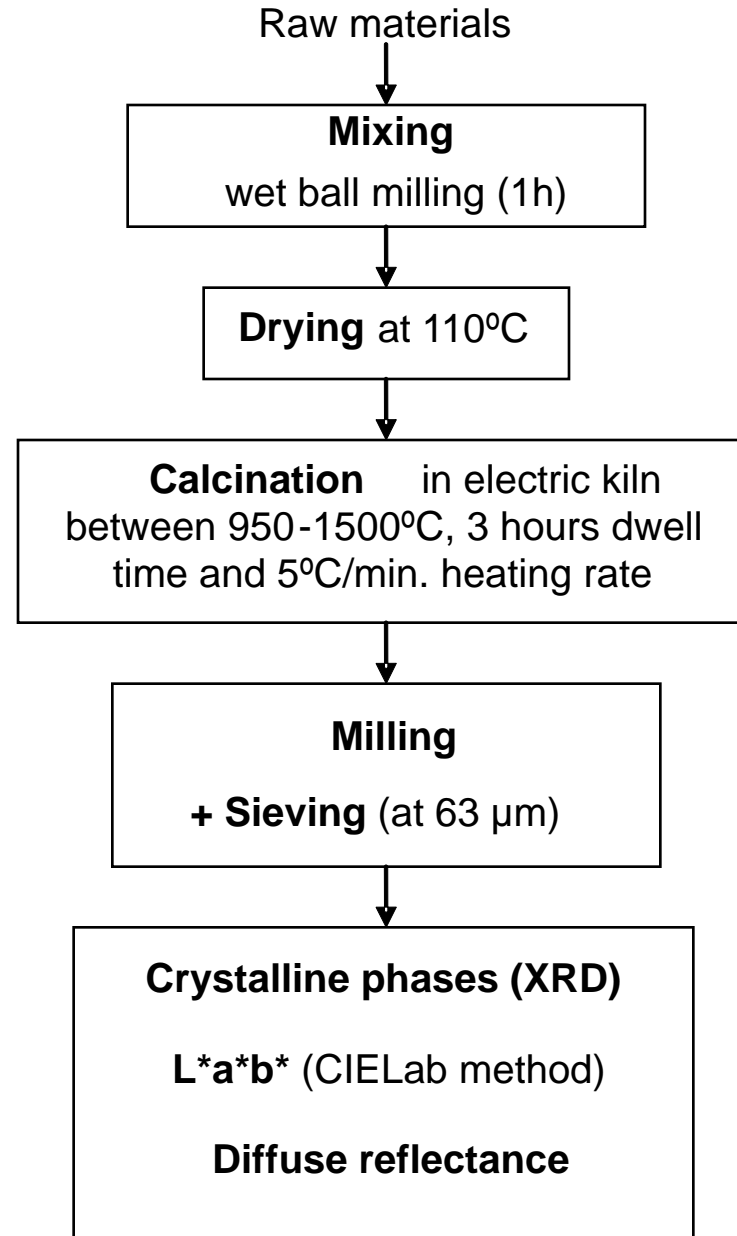 Raw materials
Mixing
wet ball milling (1h)
Drying at 110ºC
Calcination in electric kiln
between 950-1500ºC, 3 hours dwell
time and 5ºC/min. heating rate
Milling
+ Sieving (at 63 µm)
Crystalline phases (XRD)
L*a*b* (CIELab method)
Diffuse reflectance